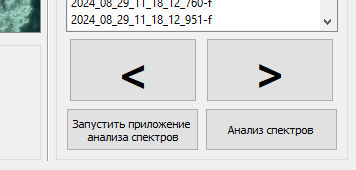 2024_08_29_11_18_12_760-f
2024_08_29_11_18_12_951-f
< >
Запустить приложение
анализа спектров
Анализ спектров